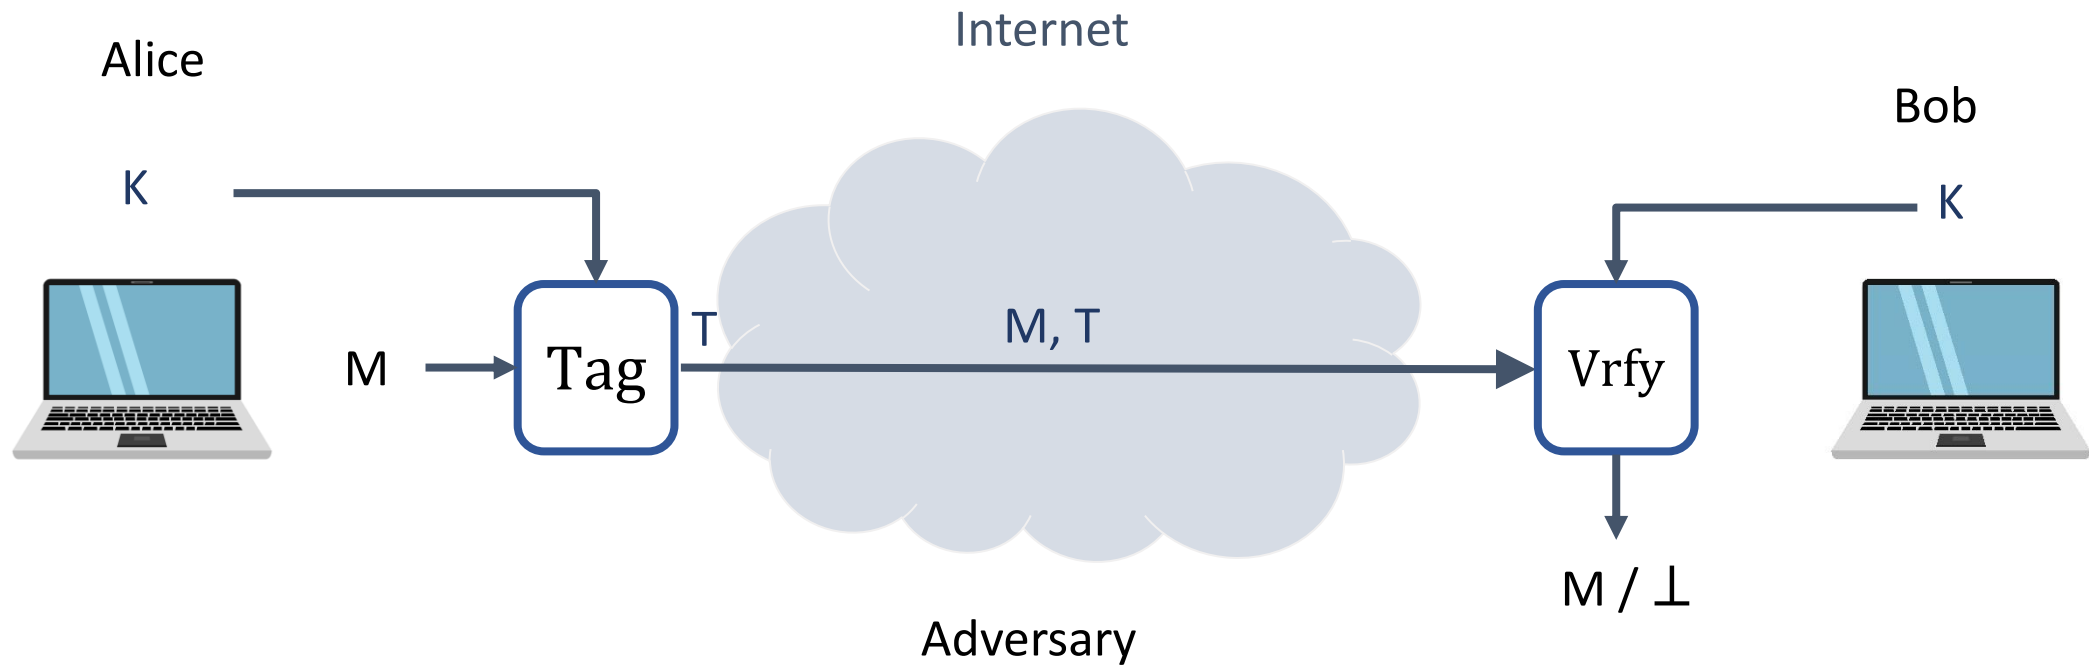 Internet
Alice
Bob
K
K
T
M, T
M
Tag
Vrfy
M / ⊥
Adversary